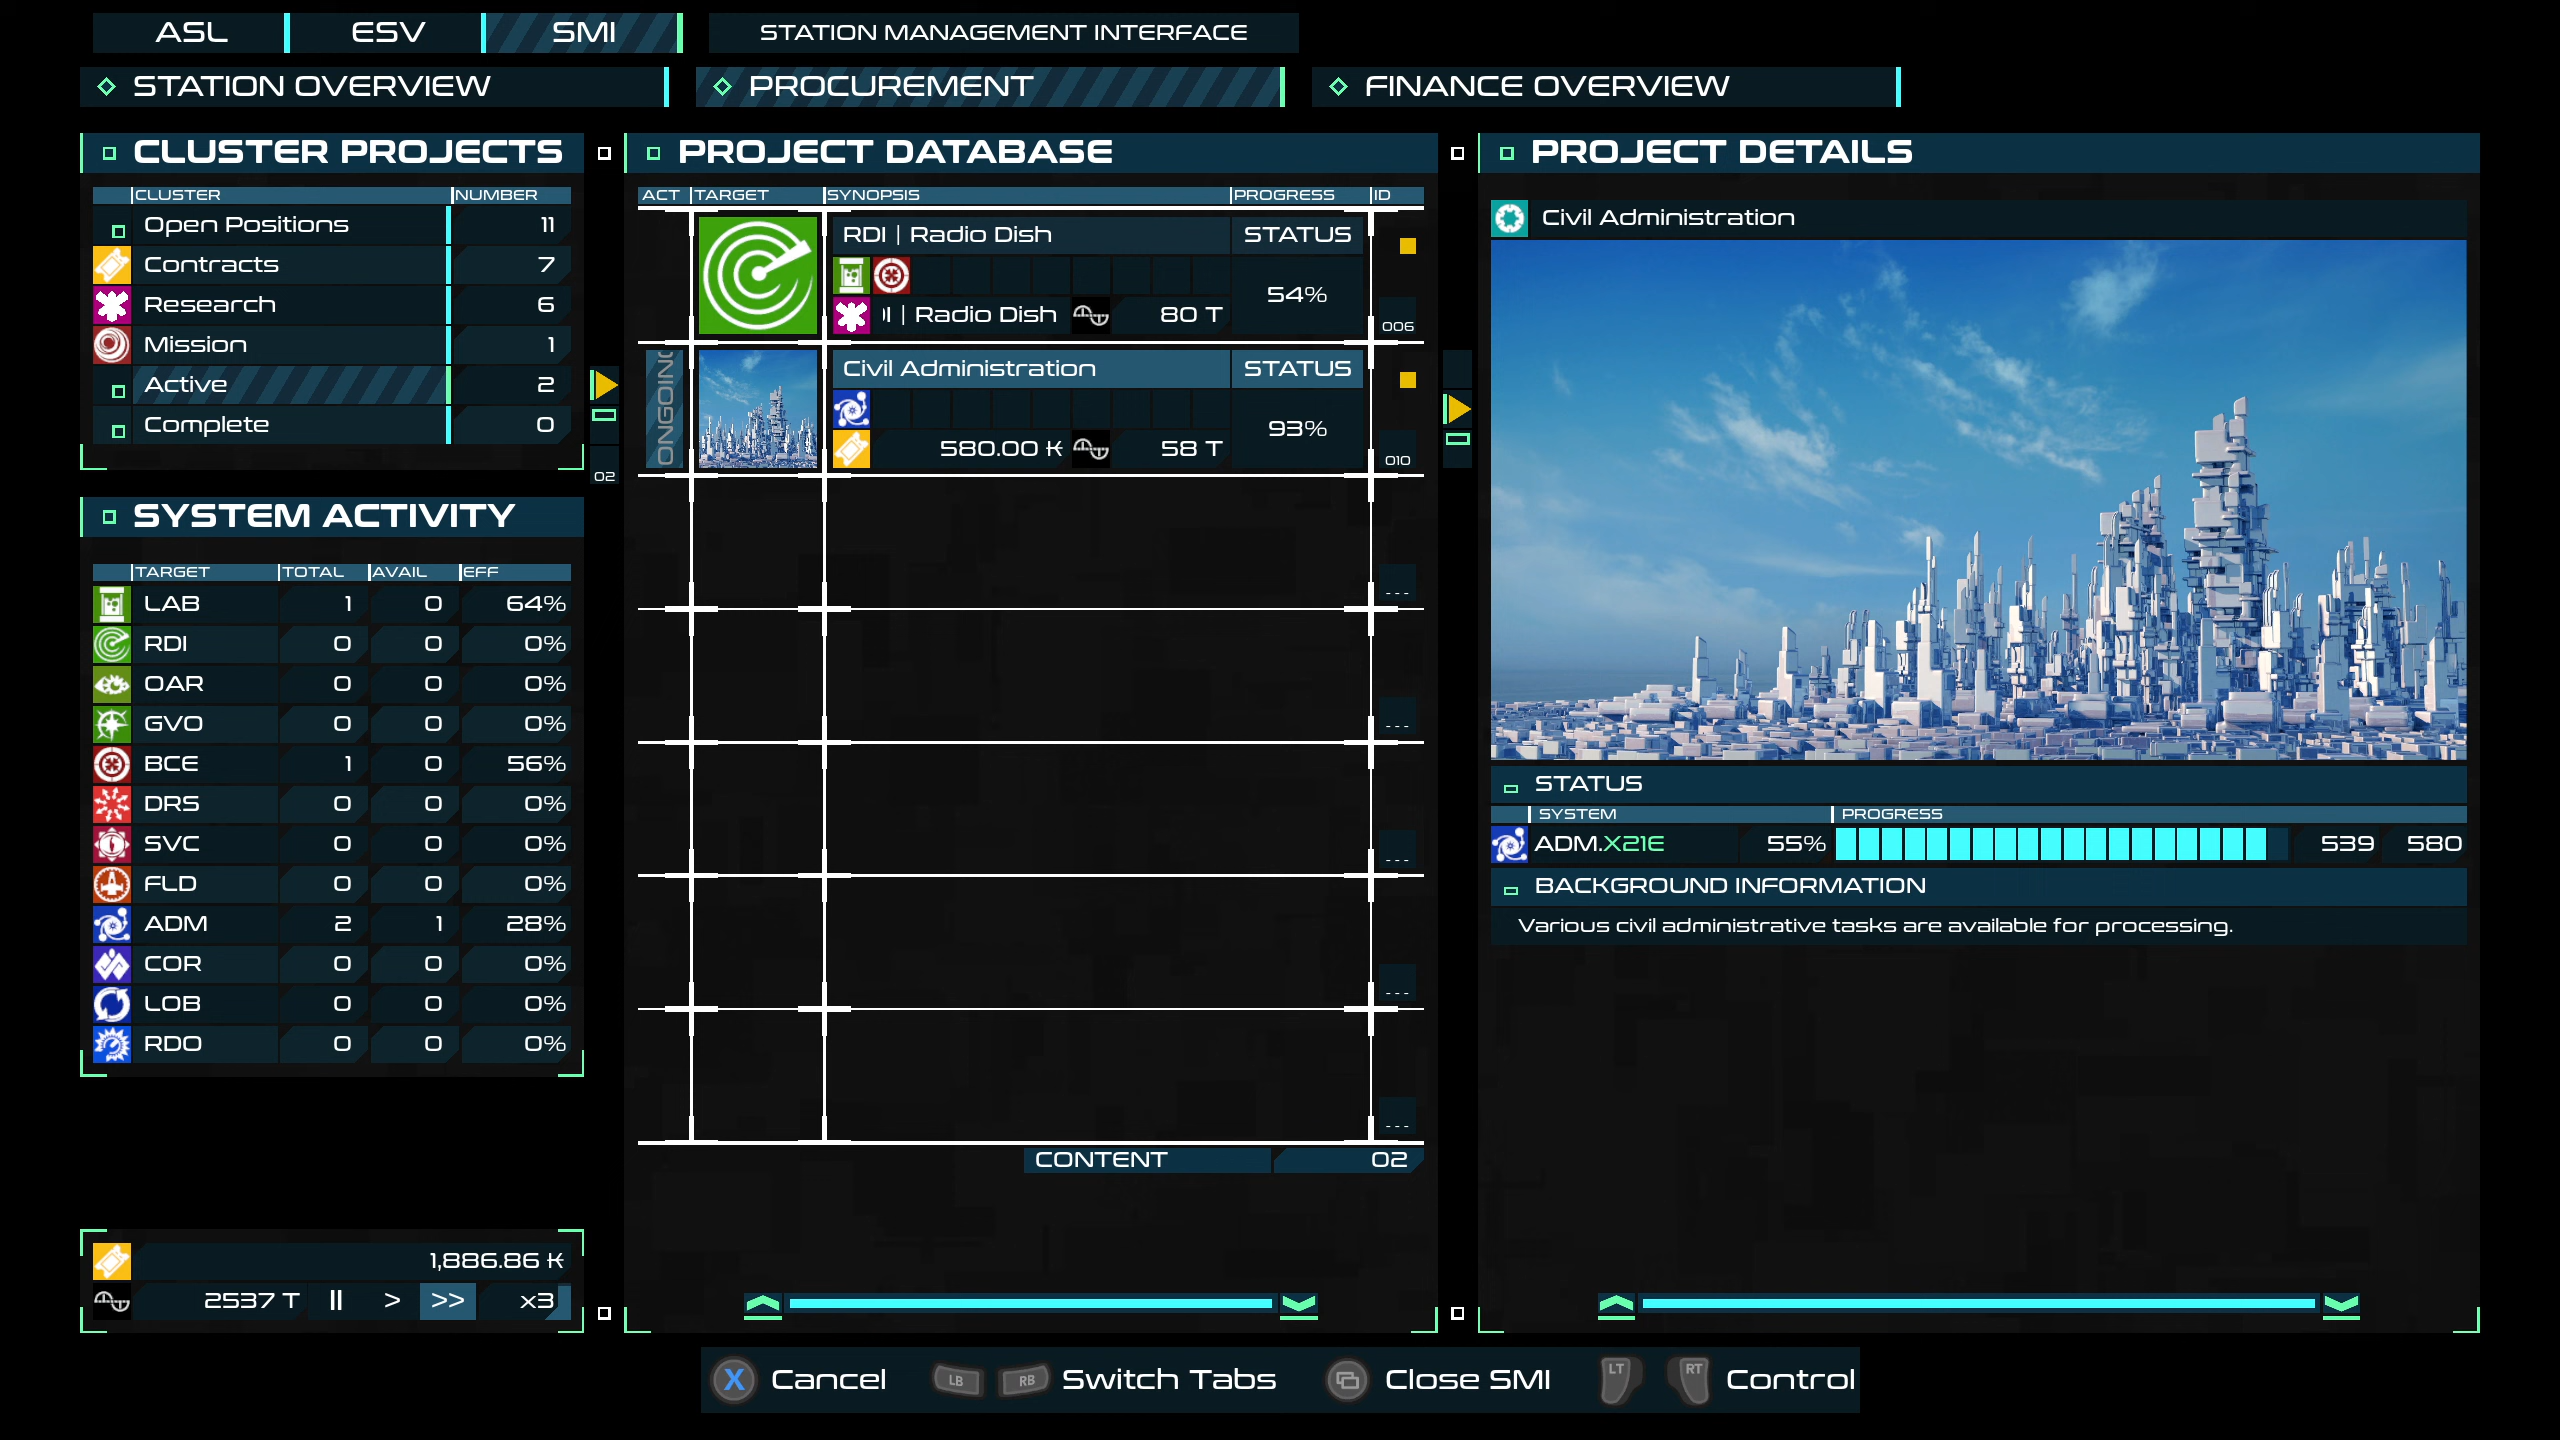 ASL ESV SMI STATION MANAGEMENT INTERFACE
STATION OVERVIEW PROCUREMENT FINANCE OVERVIEW
CLUSTER PROJECTS
CLUSTER NUMBER
Open Positions 11
Contracts 7
Research 6
Mission 1
Active 2
Complete 0
02
SYSTEM ACTIVITY
TARGET TOTAL AVAIL EFF
LAB 1 0 64%
RDI 0 0 0%
OAR 0 0 0%
GVO 0 0 0%
BCE 1 0 56%
DRS 0 0 0%
SVC 0 0 0%
FLD 0 0 0%
ADM 2 1 28%
COR 0 0 0%
LOB 0 0 0%
RDO 0 0 0%
1,886.86 K
2537 T || > >> x3
PROJECT DATABASE
ACT TARGET SYNOPSIS PROGRESS ID
RDI | Radio Dish STATUS
54%
I | Radio Dish 80 T 006
ONGOING
Civil Administration STATUS
93%
580.00 K 58 T 010
---
---
---
---
---
CONTENT 02
PROJECT DETAILS
Civil Administration
STATUS
SYSTEM PROGRESS
ADM.X21E 55% 539 580
BACKGROUND INFORMATION
Various civil administrative tasks are available for processing.
X Cancel LB RB Switch Tabs Close SMI LT RT Control